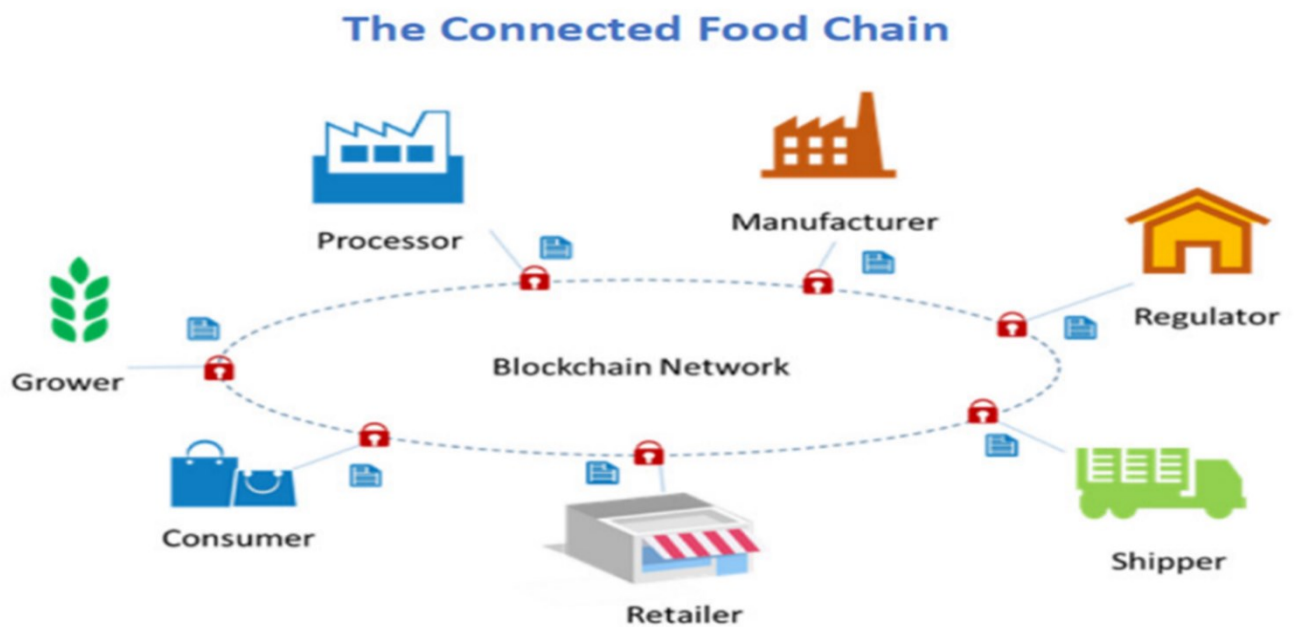 The Connected Food Chain
Processor
Manufacturer
Regulator
Grower
Blockchain Network
Consumer
Shipper
Retailer